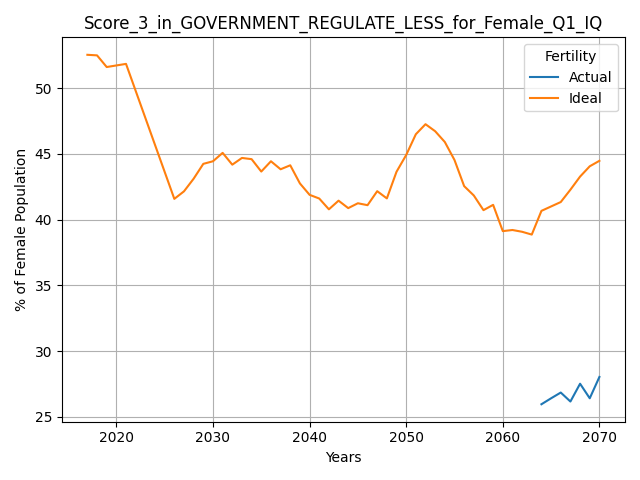 Score_3_in_GOVERNMENT_REGULATE_LESS_for_Female_Q1_IQ
Fertility
Actual
Ideal
% of Female Population
50
45
40
35
30
25
2020 2030 2040 2050 2060 2070
Years